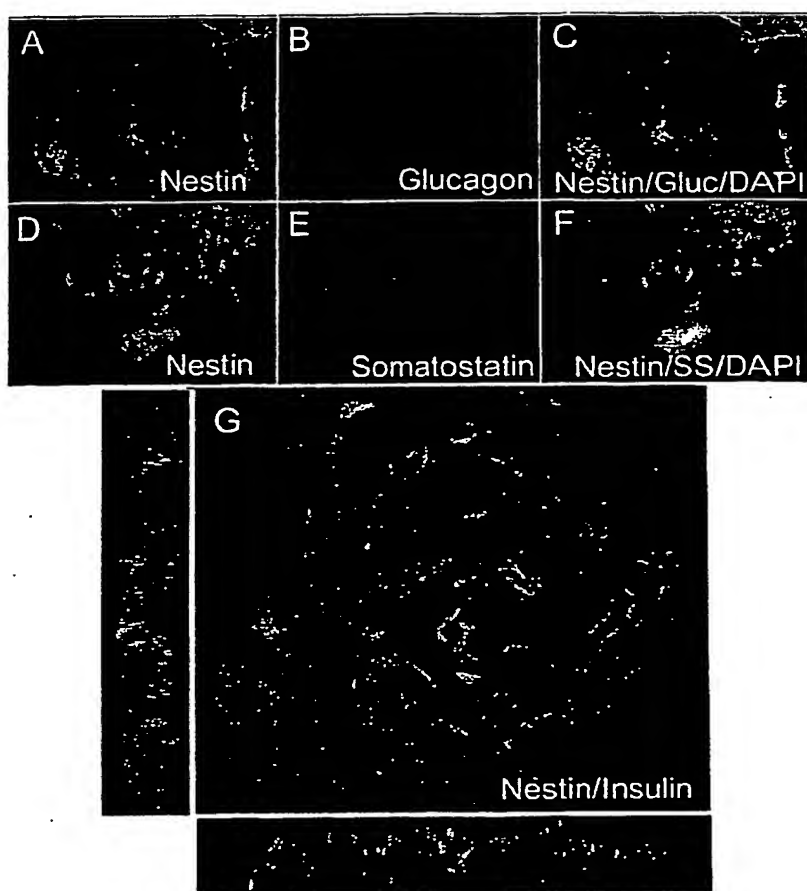 A
Nestin
B
Glucagon
C
Nestin/Gluc/DAPI
D
Nestin
E
Somatostatin
F
Nestin/SS/DAPI
G
Nestin/Insulin